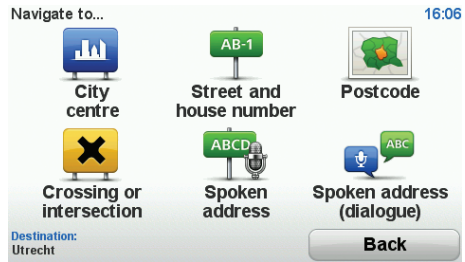 Navigate to...
16:06
AB-1
City
centre
Street and
house number
Postcode
ABCD
ABC
Crossing or
intersection
Spoken
address
Spoken address
(dialogue)
Destination:
Utrecht
Back